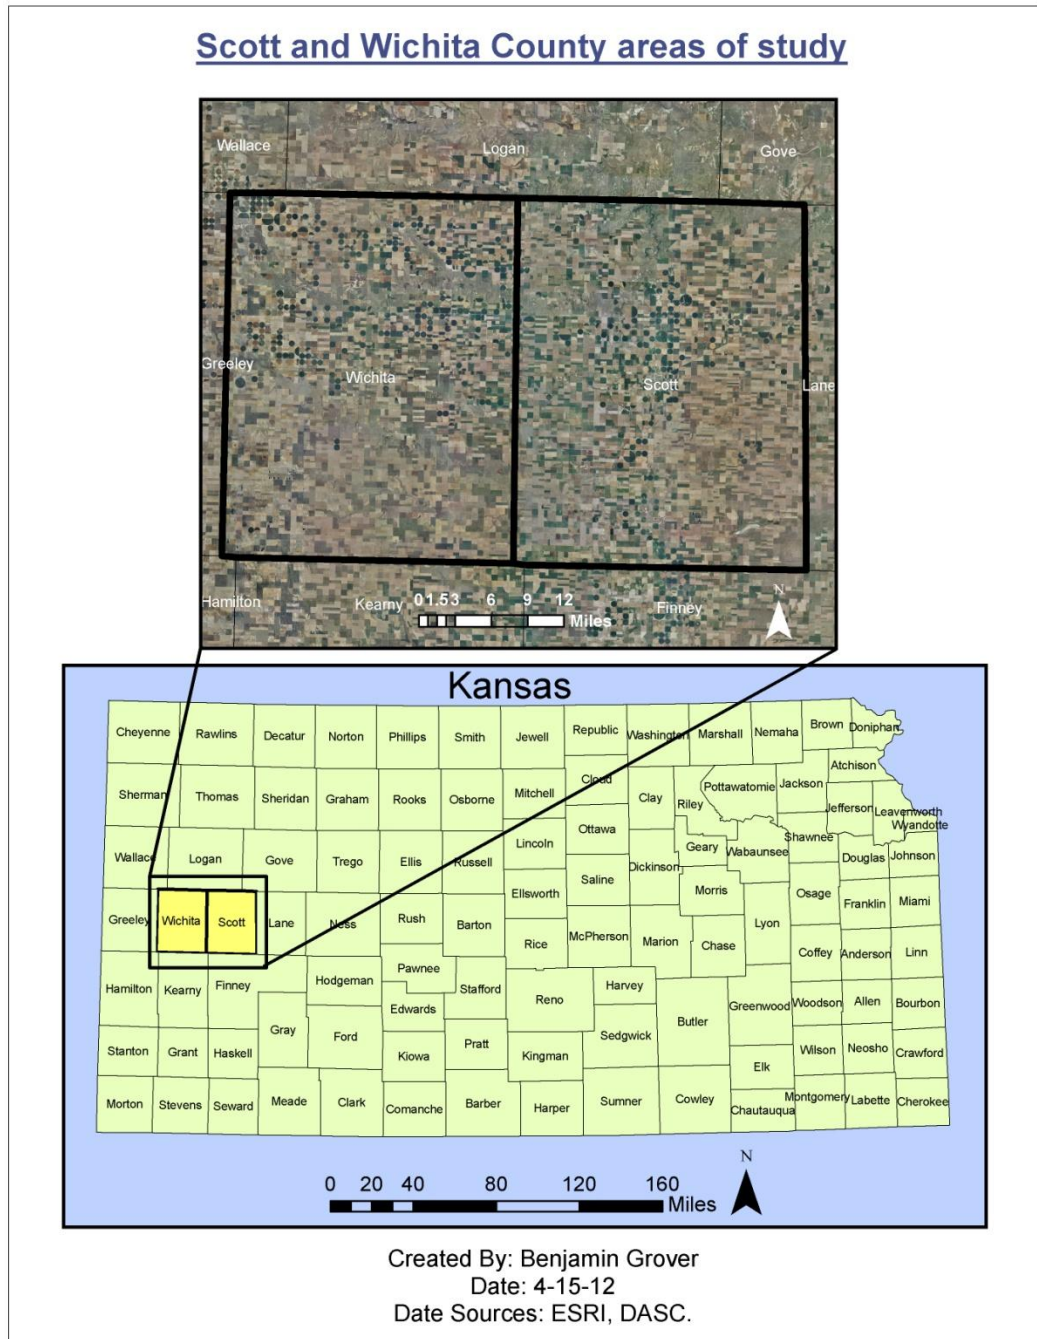 Scott and Wichita County areas of study
Wallace
Logan
Gove
Greeley
Wichita
Scott
Lane
Hamilton
Kearny
Finney
0 1.5 3 6 9 12
Miles
N
Kansas
Cheyenne Rawlins Decatur Norton Phillips Smith Jewell Republic Washington Marshall Nemaha Brown Doniphan
Atchison
Cloud
Sherman Thomas Sheridan Graham Rooks Osborne Mitchell Clay Riley Pottawatomie Jackson Jefferson Leavenworth
Wyandotte
Ottawa
Lincoln Geary Wabaunsee Shawnee
Wallace Logan Gove Trego Ellis Russell Dickinson Douglas Johnson
Ellsworth Saline Morris Osage Franklin Miami
Greeley Wichita Scott Lane Ness Rush Barton Lyon
Rice McPherson Marion Chase Coffey Anderson Linn
Hamilton Kearny Finney Hodgeman Pawnee Stafford
Edwards Reno Harvey Greenwood Woodson Allen Bourbon
Gray Ford Sedgwick Butler
Stanton Grant Haskell Kiowa Pratt Kingman Elk Wilson Neosho Crawford
Morton Stevens Seward Meade Clark Comanche Barber Harper Sumner Cowley Chautauqua Montgomery Labette Cherokee
0 20 40 80 120 160
Miles
N
Created By: Benjamin Grover
Date: 4-15-12
Date Sources: ESRI, DASC.